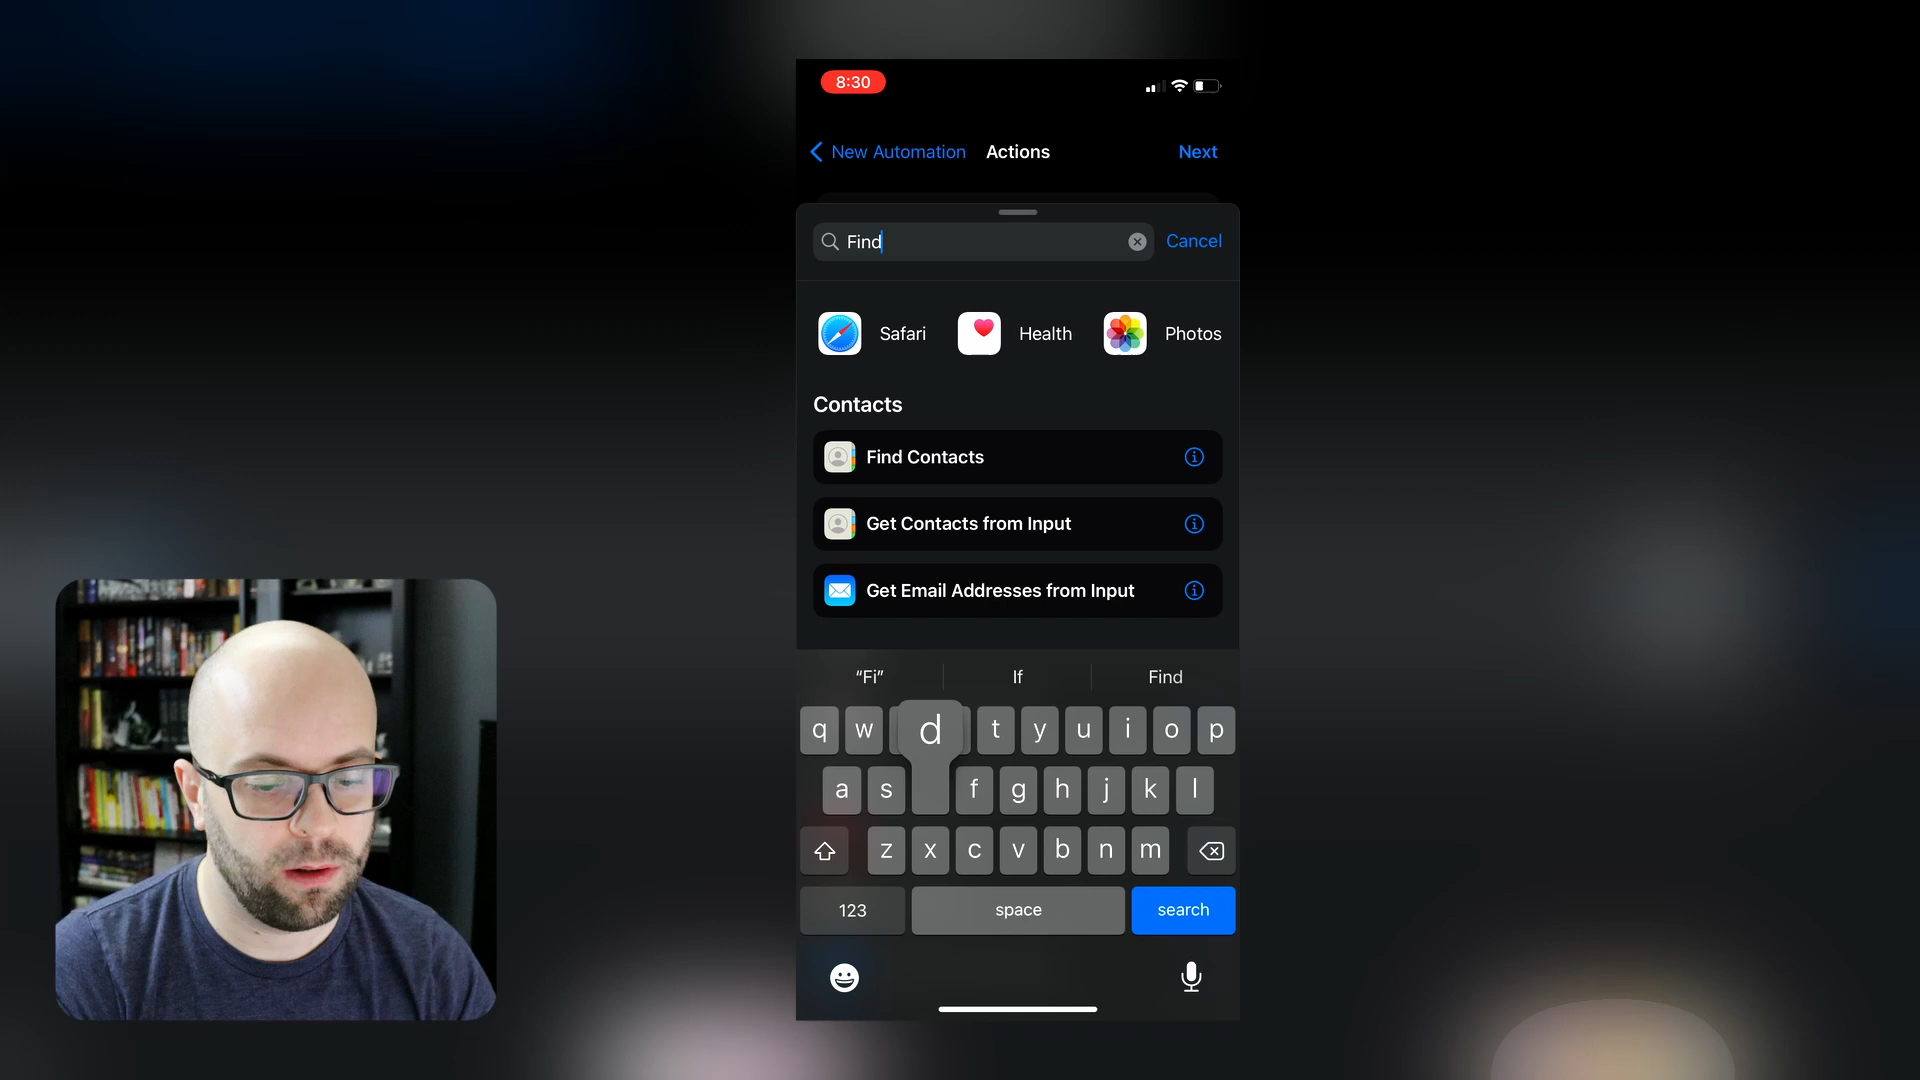 8:30
New Automation Actions Next
Find Cancel
Safari Health Photos
Contacts
Find Contacts
Get Contacts from Input
Get Email Addresses from Input
“Fi” If Find
q w d t y u i o p
a s f g h j k l
z x c v b n m
123 space search